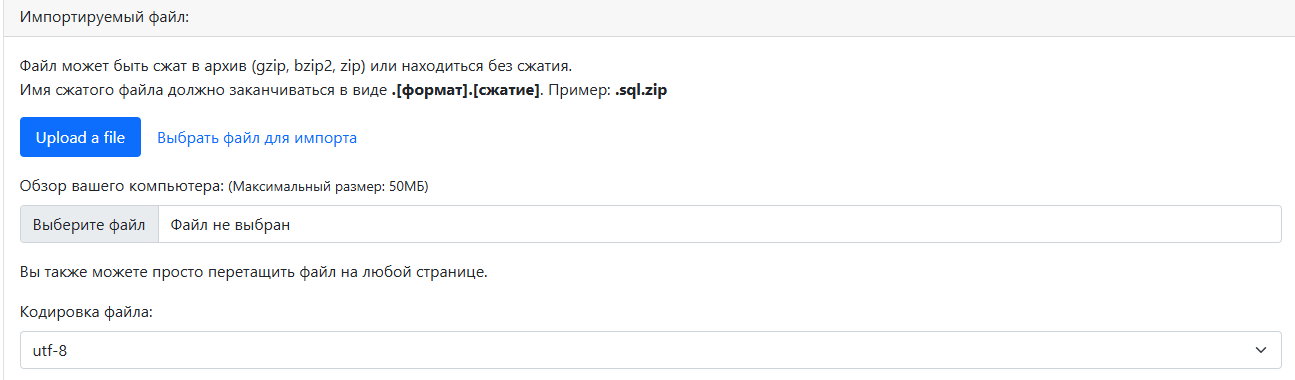 Импортируемый файл:
Файл может быть сжат в архив (gzip, bzip2, zip) или находиться без сжатия.
Имя сжатого файла должно заканчиваться в виде .[формат].[сжатие]. Пример: .sql.zip
Upload a file Выбрать файл для импорта
Обзор вашего компьютера: (Максимальный размер: 50МБ)
Выберите файл Файл не выбран
Вы также можете просто перетащить файл на любой странице.
Кодировка файла:
utf-8